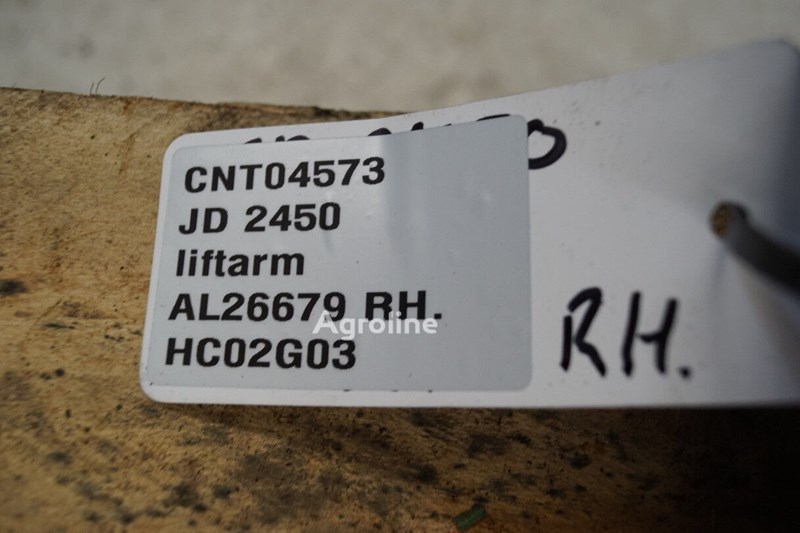 CNT04573
JD 2450
liftarm
AL26679 RH.
HC02G03
Agroline
RH.